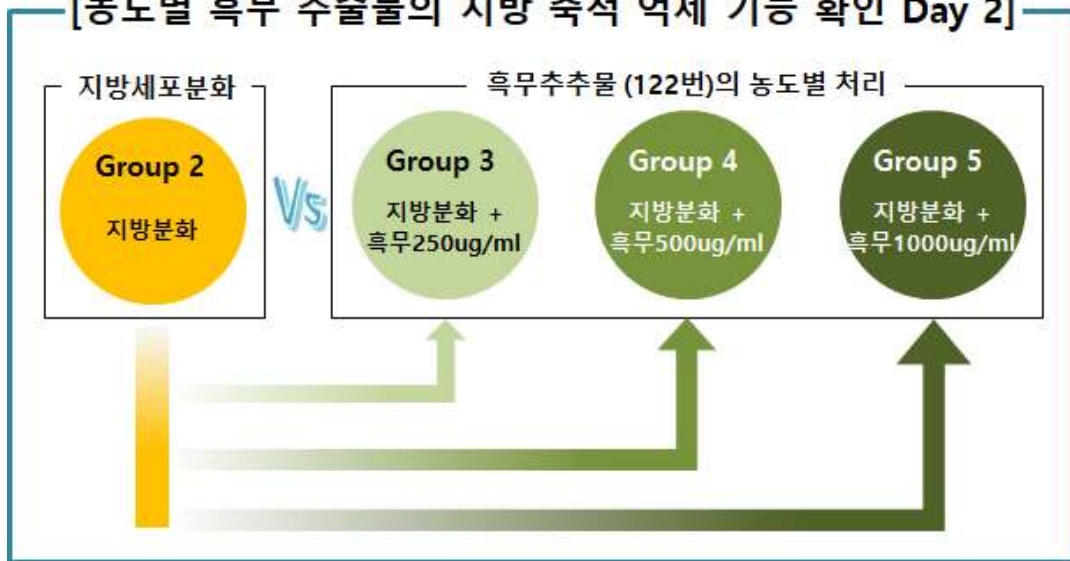 [농도별 흑무 추출물의 지방 축적 억제 기능 확인 Day 2]
지방세포분화
흑무추추물 (122번)의 농도별 처리
Group 2
지방분화
Vs
Group 3
지방분화 +
흑무250ug/ml
Group 4
지방분화 +
흑무500ug/ml
Group 5
지방분화 +
흑무1000ug/ml